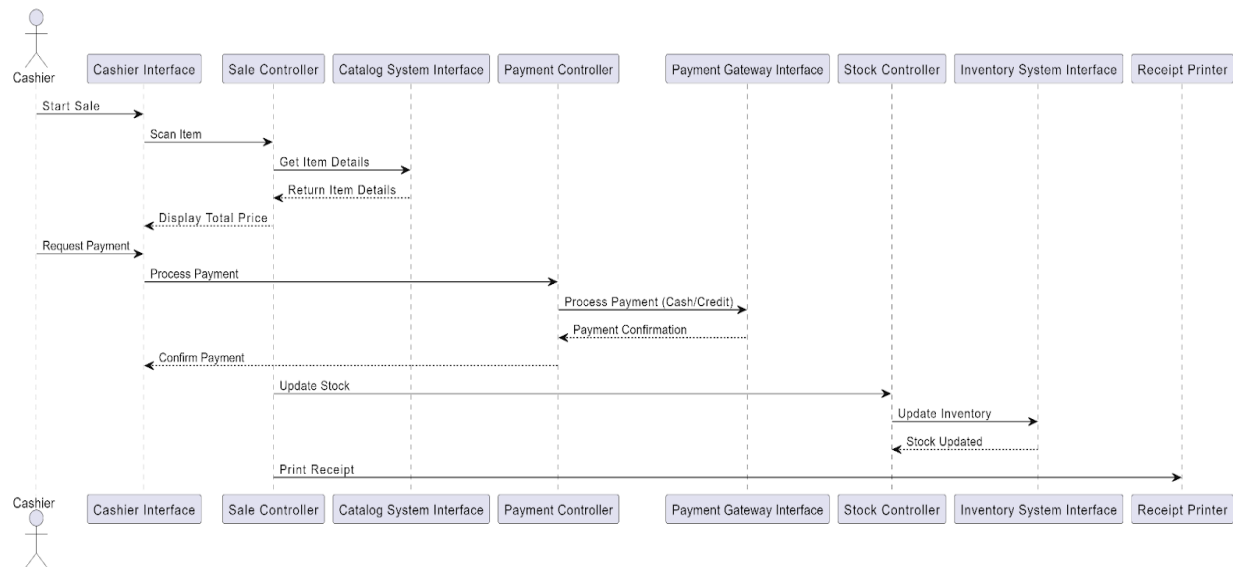 Cashier
Cashier Interface
Sale Controller
Catalog System Interface
Payment Controller
Payment Gateway Interface
Stock Controller
Inventory System Interface
Receipt Printer
Start Sale
Scan Item
Get Item Details
Return Item Details
Display Total Price
Request Payment
Process Payment
Process Payment (Cash/Credit)
Payment Confirmation
Confirm Payment
Update Stock
Update Inventory
Stock Updated
Print Receipt
Cashier
Cashier Interface
Sale Controller
Catalog System Interface
Payment Controller
Payment Gateway Interface
Stock Controller
Inventory System Interface
Receipt Printer